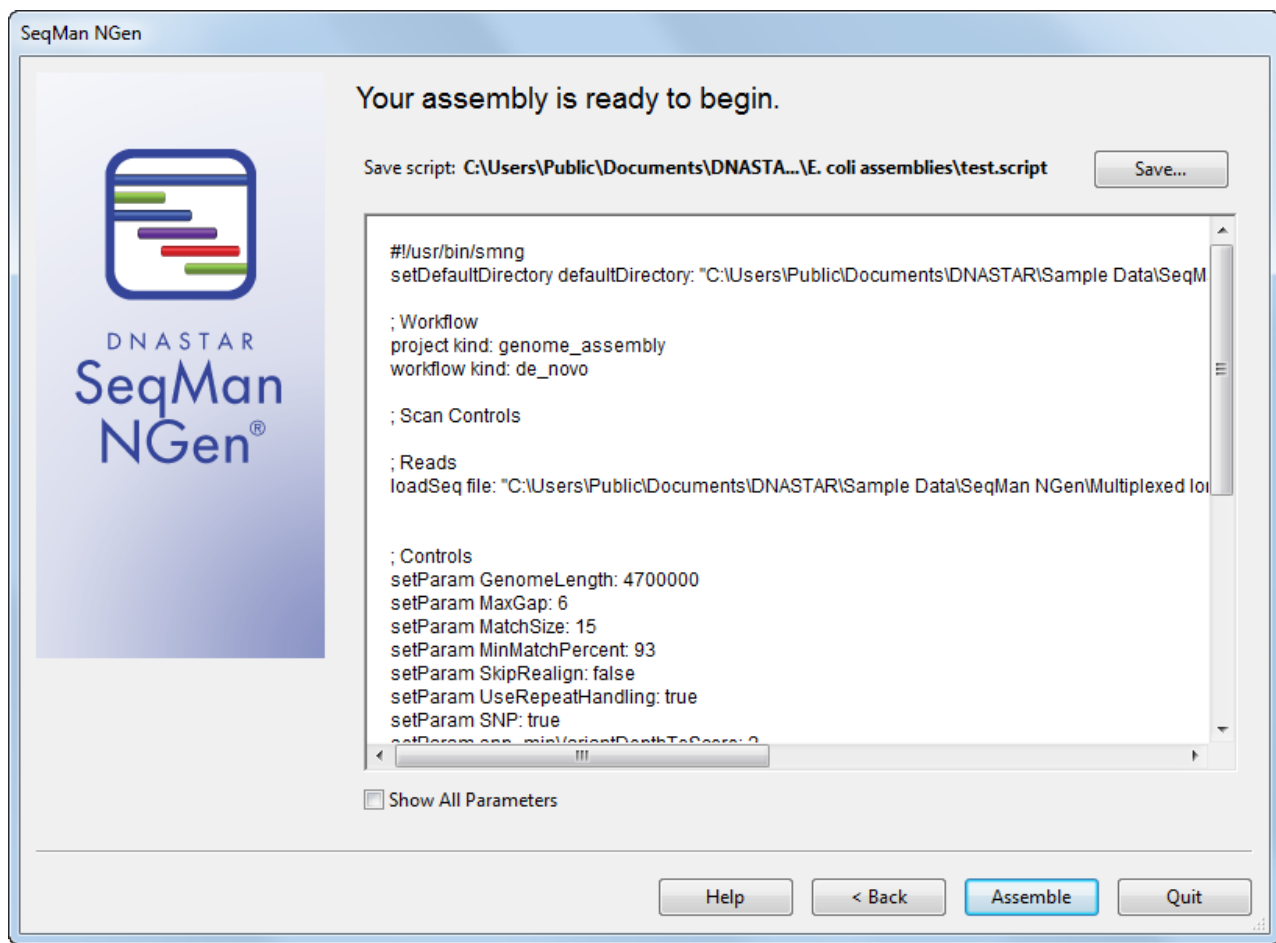 SeqMan NGen
Your assembly is ready to begin.
Save script: C:\Users\Public\Documents\DNASTA...\E. coli assemblies\test.script
Save...
DNASTAR
SeqMan
NGen®
#!/usr/bin/smng
setDefaultDirectory defaultDirectory: "C:\Users\Public\Documents\DNASTAR\Sample Data\SeqM
; Workflow
project kind: genome_assembly
workflow kind: de_novo
; Scan Controls
; Reads
loadSeq file: "C:\Users\Public\Documents\DNASTAR\Sample Data\SeqMan NGen\Multiplexed
; Controls
setParam GenomeLength: 4700000
setParam MaxGap: 6
setParam MatchSize: 15
setParam MinMatchPercent: 93
setParam SkipRealign: false
setParam UseRepeatHandling: true
setParam SNP: true
Show All Parameters
Help
< Back
Assemble
Quit